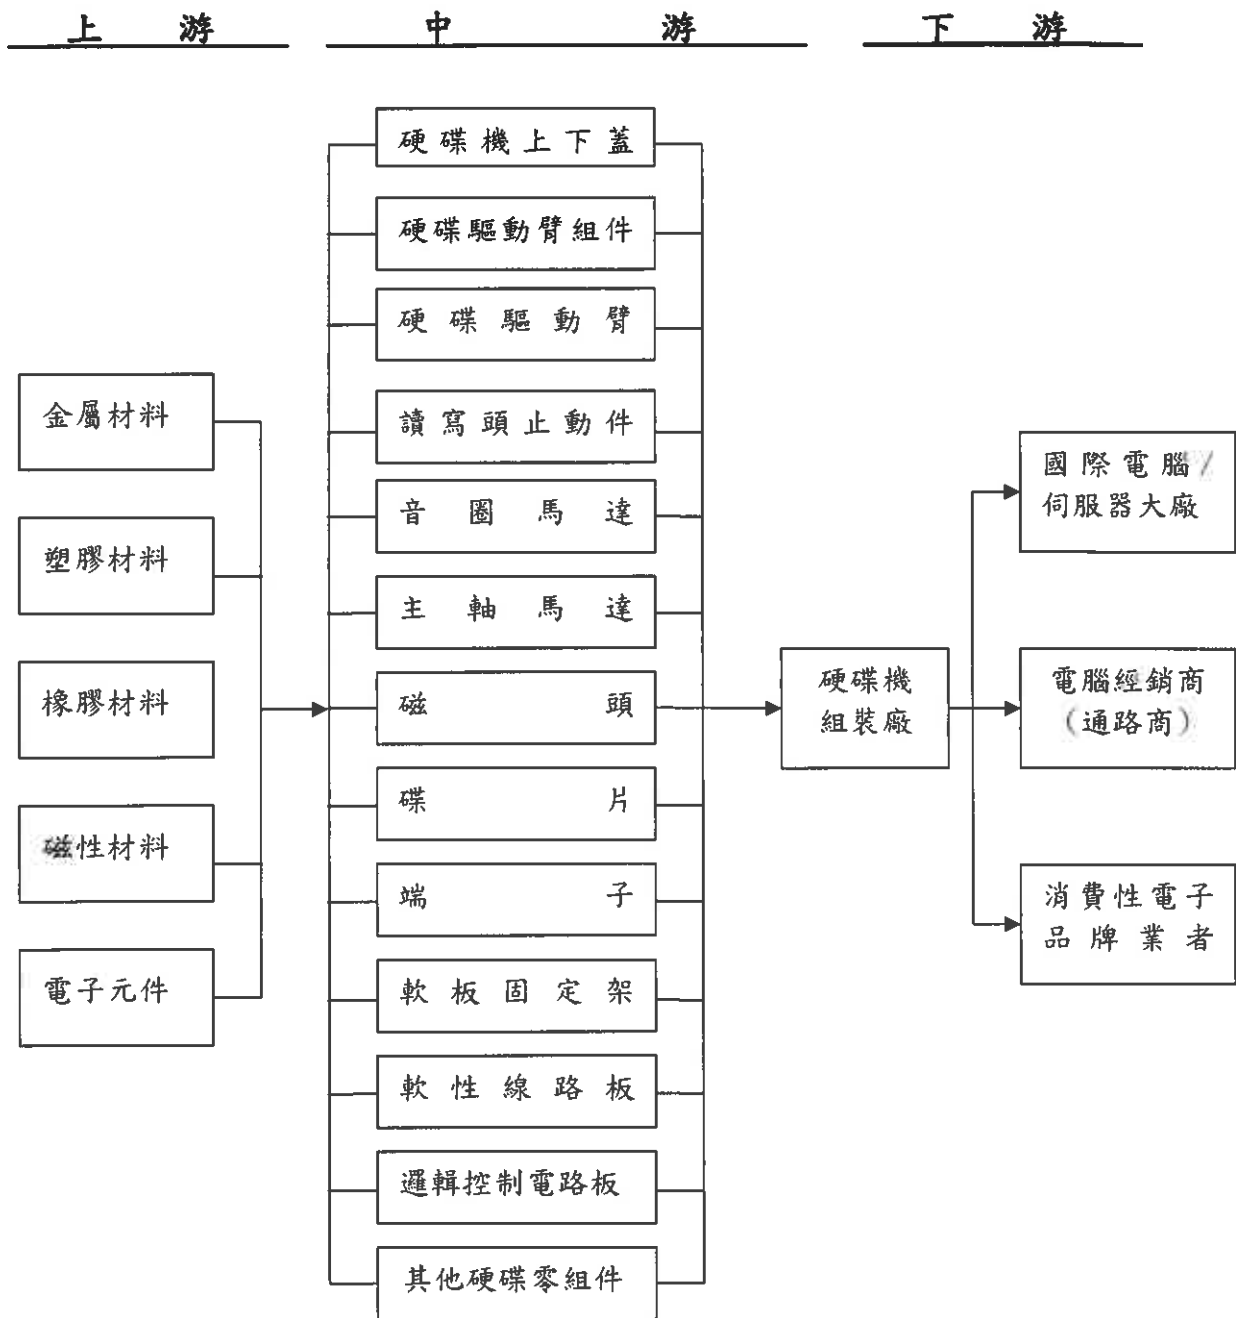 上游
中游
下游
金屬材料
塑膠材料
橡膠材料
磁性材料
電子元件
硬碟機上下蓋
硬碟驅動臂組件
硬碟驅動臂
讀寫頭止動件
音圈馬達
主軸馬達
磁頭
碟片
端子
軟板固定架
軟性線路板
邏輯控制電路板
其他硬碟零組件
硬碟機
組裝廠
國際電腦/
伺服器大廠
電腦經銷商
(通路商)
消費性電子
品牌業者